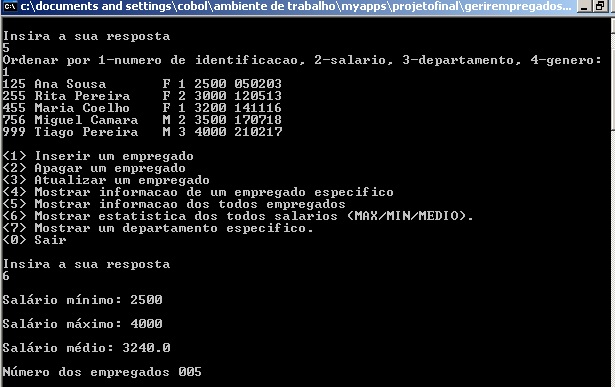 c:\documents and settings\cobol\ambiente de trabalho\myapps\projetofinal\gerirempregados...
Insira a sua resposta
5
Ordenar por 1-numero de identificacao, 2-salario, 3-departamento, 4-genero:
1
125 Ana Sousa F 1 2500 050203
255 Rita Pereira F 2 3000 120513
455 Maria Coelho F 1 3200 141116
756 Miguel Camara M 2 3500 170718
999 Tiago Pereira M 3 4000 210217
<1> Inserir um empregado
<2> Apagar um empregado
<3> Atualizar um empregado
<4> Mostrar informacao de um empregado especifico
<5> Mostrar informacao dos todos empregados
<6> Mostrar estatistica dos todos salarios <MAX/MIN/MEDIO>.
<7> Mostrar um departamento especifico.
<0> Sair
Insira a sua resposta
6
Salário mínimo: 2500
Salário máximo: 4000
Salário médio: 3240.0
Número dos empregados 005